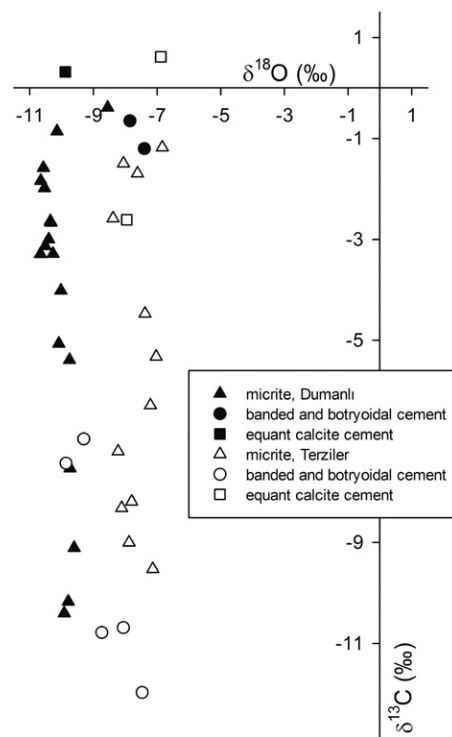 1
δ18O (‰)
-11 -9 -7 -5 -3 -1 1
-1
-3
-5
micrite, Dumanlı
banded and botryoidal cement
equant calcite cement
micrite, Terziler
banded and botryoidal cement
equant calcite cement
-9
-11
δ13C (‰)